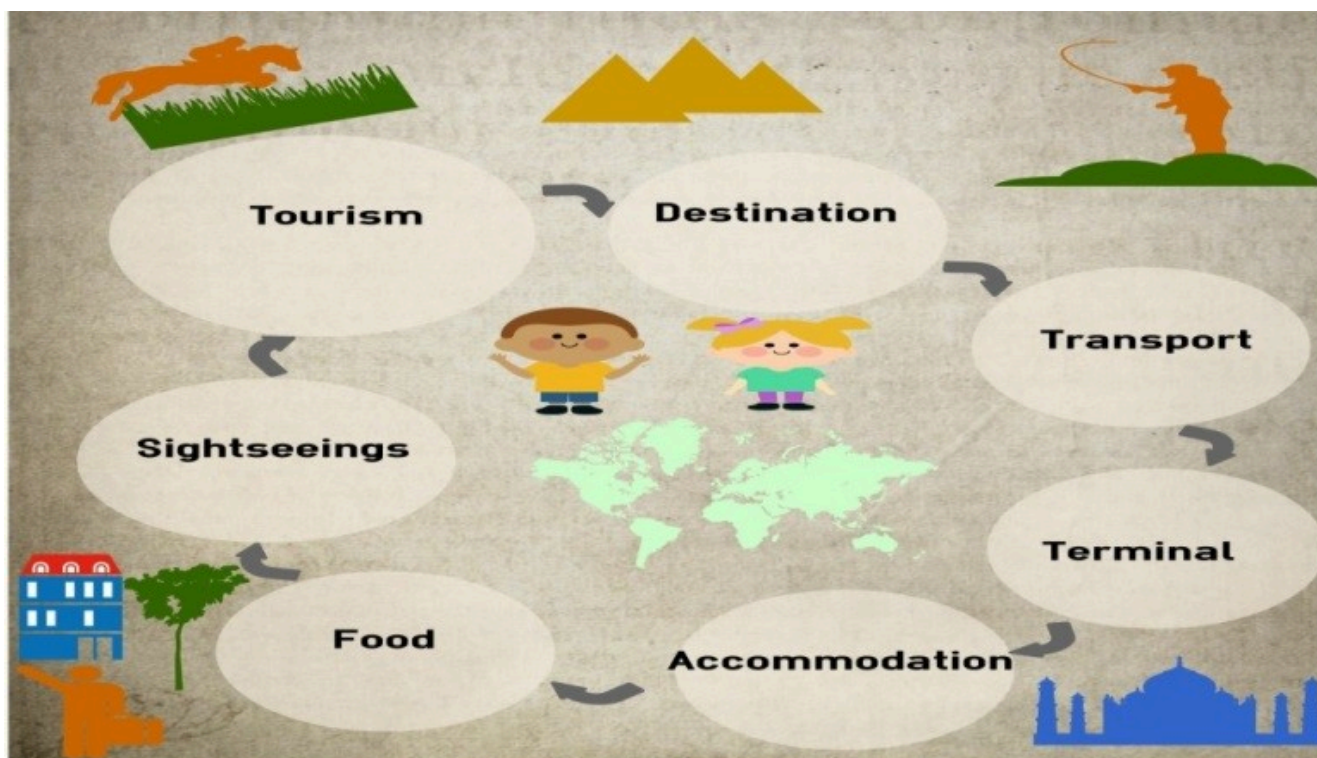 Tourism
Destination
Transport
Terminal
Accommodation
Food
Sightseeings